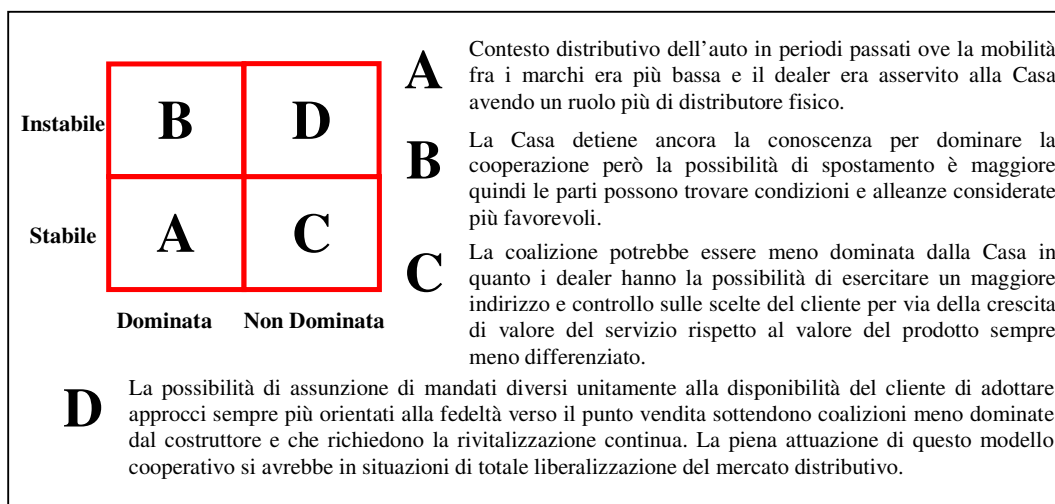 Instabile
B
D
Stabile
A
C
Dominata
Non Dominata
A
Contesto distributivo dell'auto in periodi passati ove la mobilità
fra i marchi era più bassa e il dealer era asservito alla Casa
avendo un ruolo più di distributore fisico.
B
La Casa detiene ancora la conoscenza per dominare la
cooperazione però la possibilità di spostamento è maggiore
quindi le parti possono trovare condizioni e alleanze considerate
più favorevoli.
C
La coalizione potrebbe essere meno dominata dalla Casa in
quanto i dealer hanno la possibilità di esercitare un maggiore
indirizzo e controllo sulle scelte del cliente per via della crescita
di valore del servizio rispetto al valore del prodotto sempre
meno differenziato.
D
La possibilità di assunzione di mandati diversi unitamente alla disponibilità del cliente di adottare
approcci sempre più orientati alla fedeltà verso il punto vendita sottendono coalizioni meno dominate
dal costruttore e che richiedono la rivitalizzazione continua. La piena attuazione di questo modello
cooperativo si avrebbe in situazioni di totale liberalizzazione del mercato distributivo.